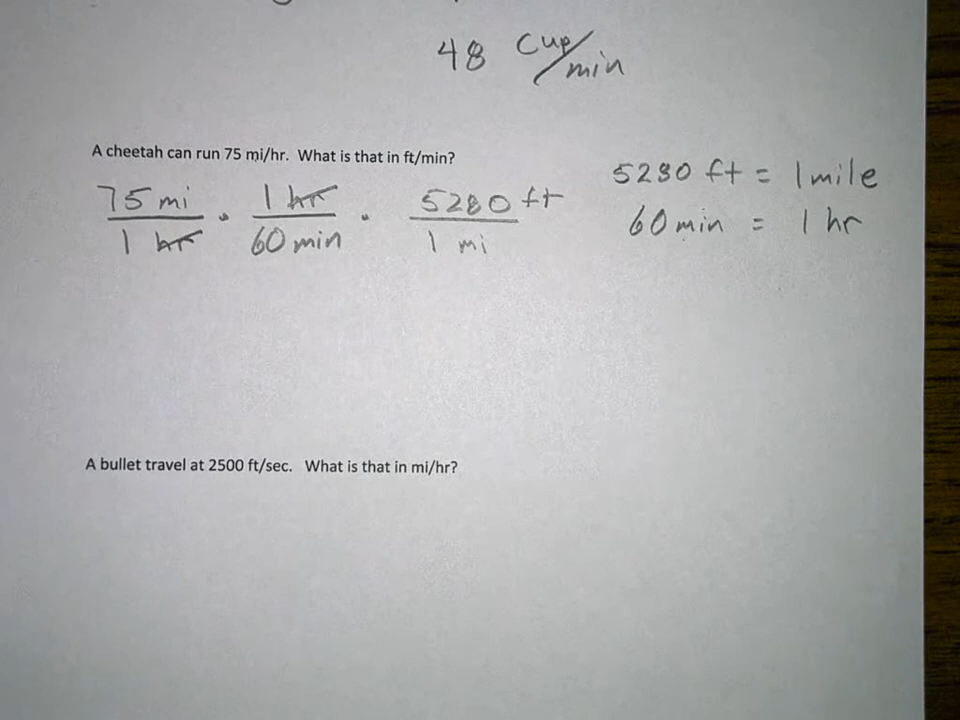 48 cup/min
A cheetah can run 75 mi/hr. What is that in ft/min?
75 mi 1 hr 5280 ft 5280 ft = 1 mile
1 hr · 60 min · 1 mi 60 min = 1 hr
A bullet travel at 2500 ft/sec. What is that in mi/hr?